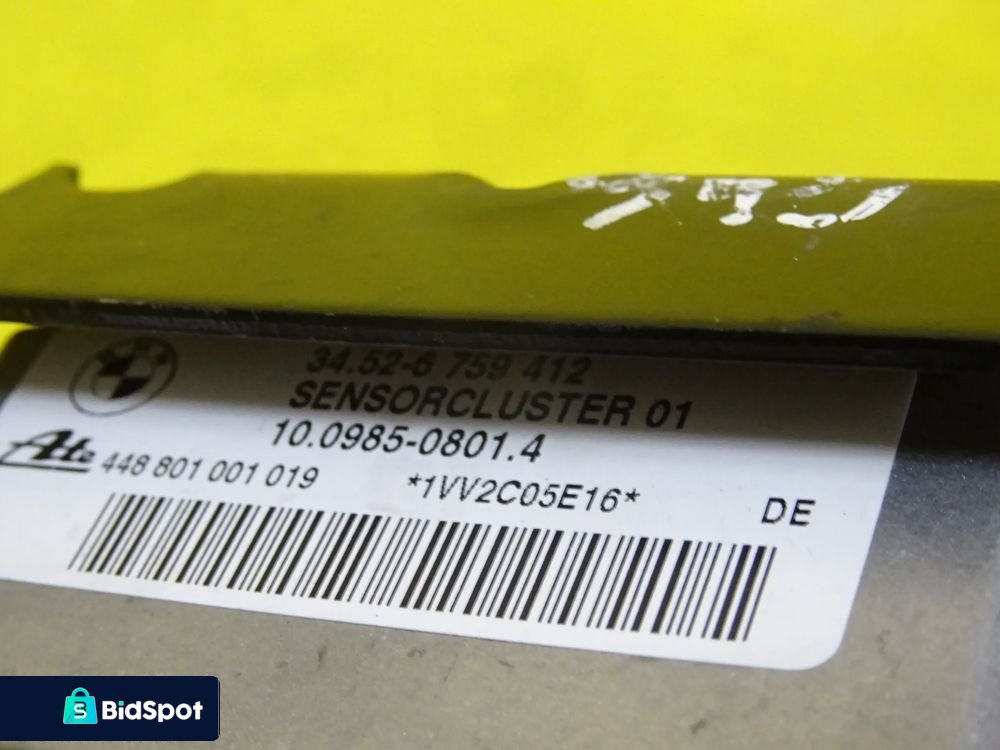 34.52-6 759 412
SENSORCLUSTER 01
10.0985-0801.4
Ate 448 801 001 019 *1VV2C05E16* DE
BidSpot